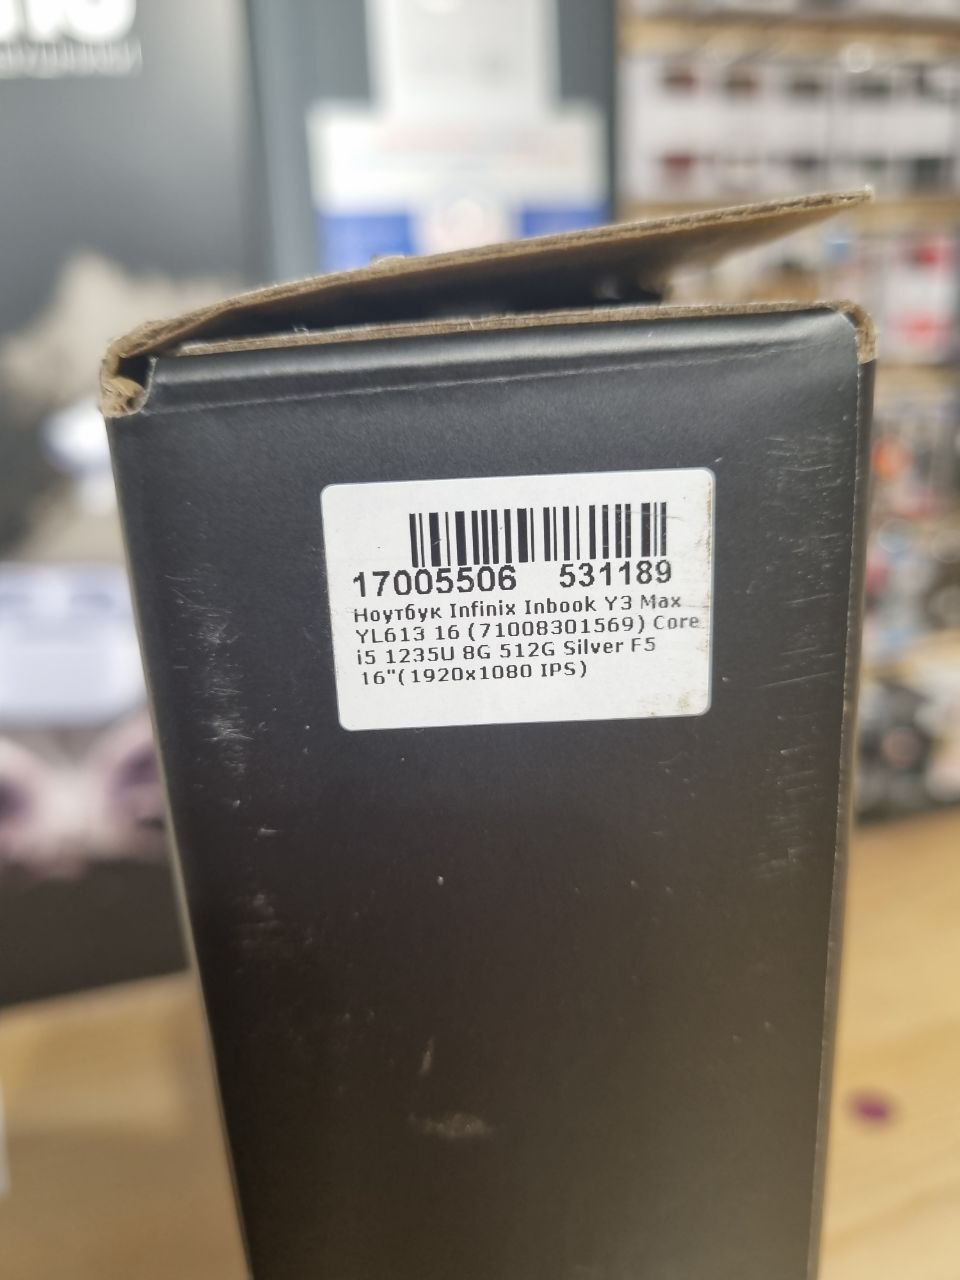 17005506 531189
Ноутбук Infinix Inbook Y3 Max
YL613 16 (71008301569) Core
i5 1235U 8G 512G Silver F5
16"(1920x1080 IPS)